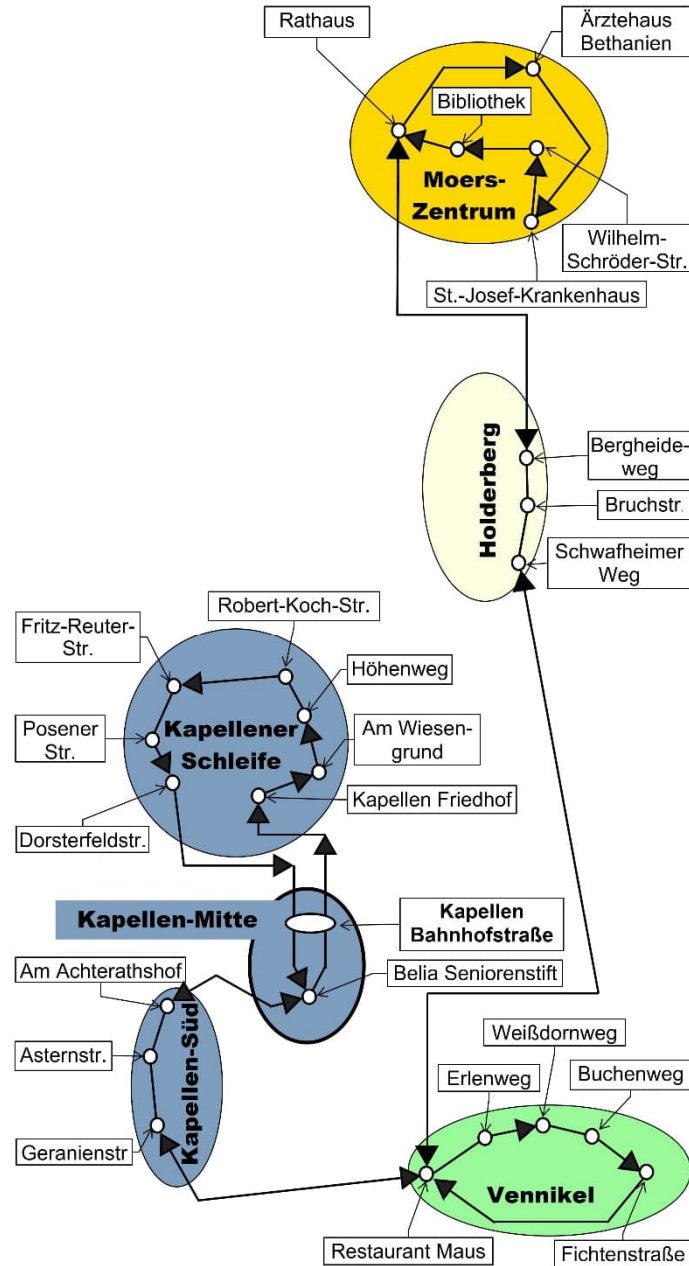 Rathaus
Ärztehaus
Bethanien
Bibliothek
Moers-
Zentrum
Wilhelm-
Schröder-Str.
St.-Josef-Krankenhaus
Holderberg
Bergheide-
weg
Bruchstr.
Schwafheimer
Weg
Robert-Koch-Str.
Fritz-Reuter-
Str.
Höhenweg
Kapellener
Schleife
Posener
Str.
Am Wiesen-
grund
Kapellen Friedhof
Dorsterfeldstr.
Kapellen-Mitte
Kapellen
Bahnhofstraße
Am Achterathshof
Belia Seniorenstift
Kapellen-Süd
Asternstr.
Geranienstr
Weißdornweg
Erlenweg
Buchenweg
Vennikel
Restaurant Maus
Fichtenstraße